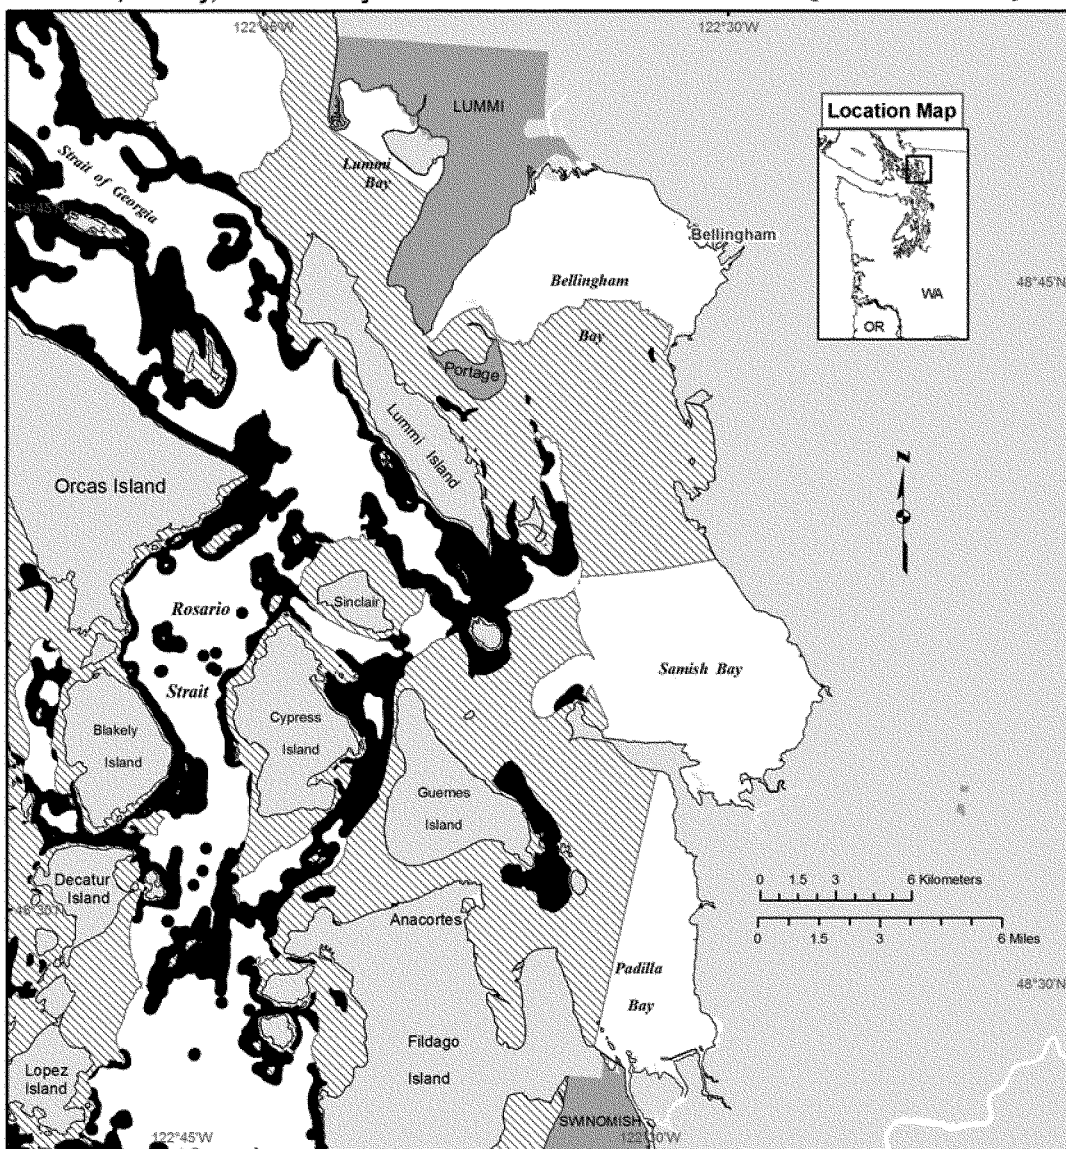 122°45'W
122°30'W
LUMMI
Location Map
Strait of Georgia
Lummi
Bay
48°45'N
Bellingham
Bellingham
48°45'N
WA
OR
Bay
Portage
Lummi Island
Orcas Island
Sinclair
Rosario
Strait
Samish Bay
Cypress
Island
Blakely
Island
Guemes
Island
Decatur
Island
0 1.5 3 6 Kilometers
48°30'N
Anacortes
0 1.5 3 6 Miles
Padilla
Bay
48°30'N
Fildago
Island
Lopez
Island
SWINOMISH
122°45'W
122°30'W
N